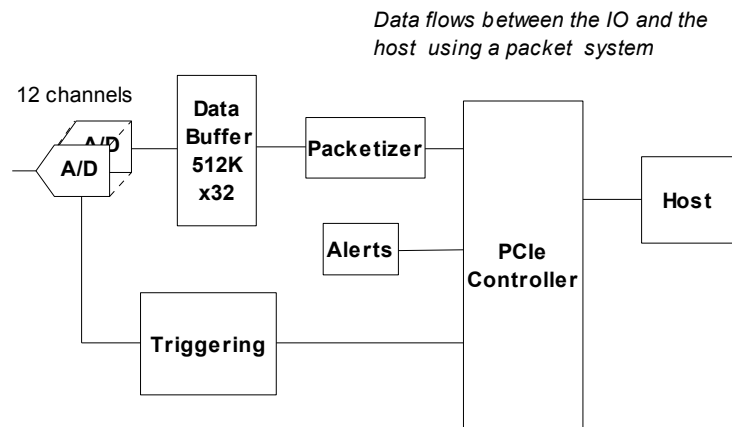 Data flows between the IO and the
host using a packet system
12 channels
A/D
A/D
Data
Buffer
512K
x32
Packetizer
Alerts
Triggering
PCIe
Controller
Host